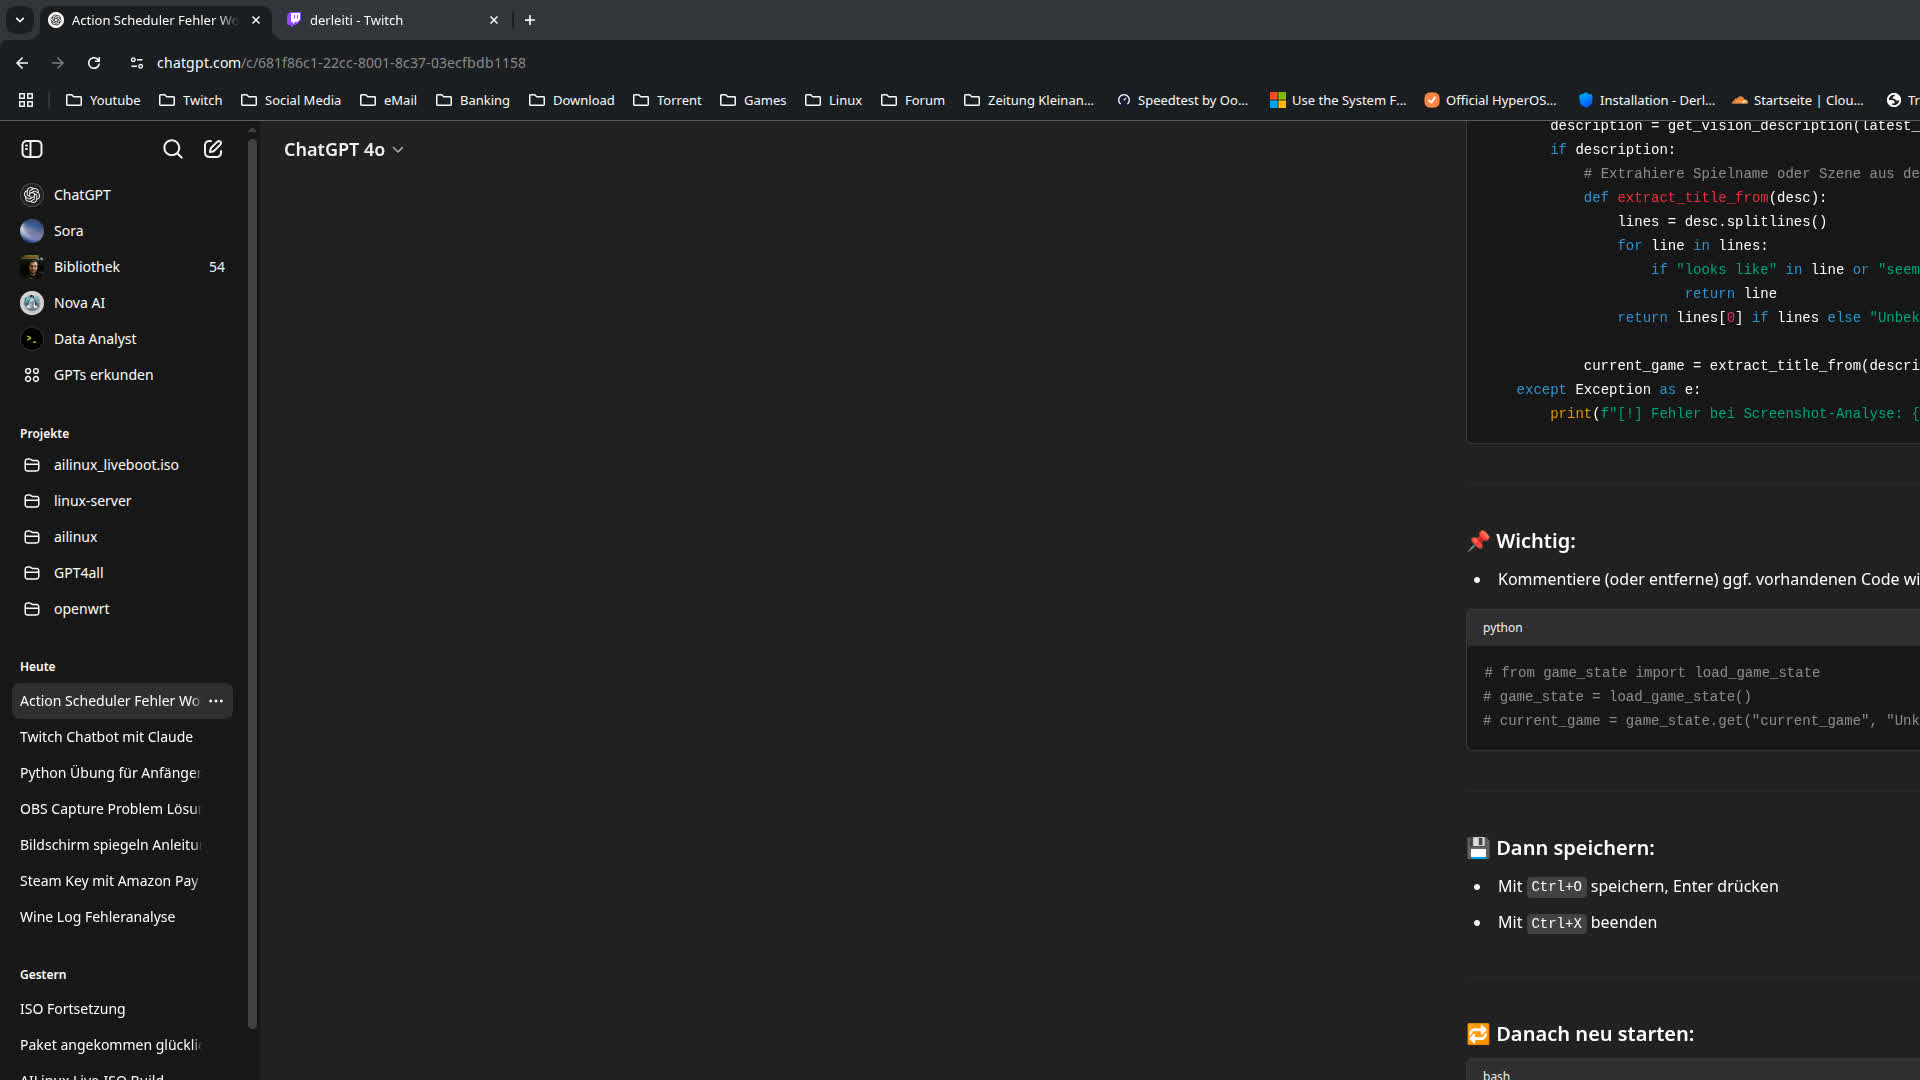 Action Scheduler Fehler Wo
derleiti - Twitch
chatgpt.com/c/681f86c1-22cc-8001-8c37-03ecfbdb1158
Youtube
Twitch
Social Media
eMail
Banking
Download
Torrent
Games
Linux
Forum
Zeitung Kleinan...
Speedtest by Oo...
Use the System F...
Official HyperOS...
Installation - Derl...
Startseite | Clou...
Tr
ChatGPT
Sora
Bibliothek 54
Nova AI
Data Analyst
GPTs erkunden
Projekte
ailinux_liveboot.iso
linux-server
ailinux
GPT4all
openwrt
Heute
Action Scheduler Fehler Wo
Twitch Chatbot mit Claude
Python Übung für Anfänger
OBS Capture Problem Lösu
Bildschirm spiegeln Anleitu
Steam Key mit Amazon Pay
Wine Log Fehleranalyse
Gestern
ISO Fortsetzung
Paket angekommen glückli
AILinux Live ISO Build
ChatGPT 4o
description = get_vision_description(latest_
if description:
# Extrahiere Spielname oder Szene aus de
def extract_title_from(desc):
lines = desc.splitlines()
for line in lines:
if "looks like" in line or "seem
return line
return lines[0] if lines else "Unbek
current_game = extract_title_from(descri
except Exception as e:
print(f"[!] Fehler bei Screenshot-Analyse: {
📌 Wichtig:
• Kommentiere (oder entferne) ggf. vorhandenen Code wi
python
# from game_state import load_game_state
# game_state = load_game_state()
# current_game = game_state.get("current_game", "Unk
💾 Dann speichern:
• Mit Ctrl+O speichern, Enter drücken
• Mit Ctrl+X beenden
🔁 Danach neu starten:
bash